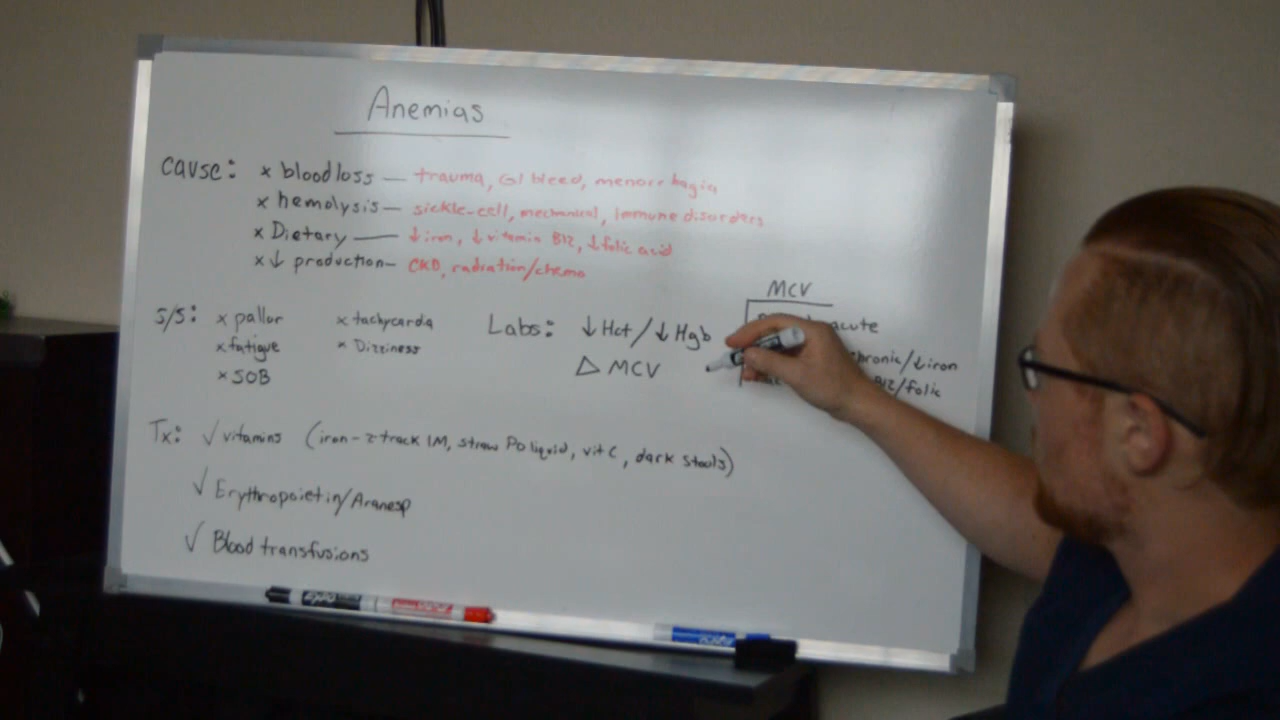 Anemias
Cause: × blood loss — trauma, GI bleed, menorrhagia
× hemolysis — sickle-cell, mechanical, immune disorders
× Dietary — ↓iron, ↓vitamin B12, ↓folic acid
× ↓ production — CKD, radiation/chemo
S/S: × pallor × tachycardia
× fatigue × Dizziness
× SOB
Labs: ↓Hct/↓Hgb
△ MCV
MCV
acute
chronic/↓iron
B12/folic
Tx: √ vitamins (iron-z-track IM, straw PO liquid, vit C, dark stools)
√ Erythropoietin/Aranesp
√ Blood transfusions
EXPO